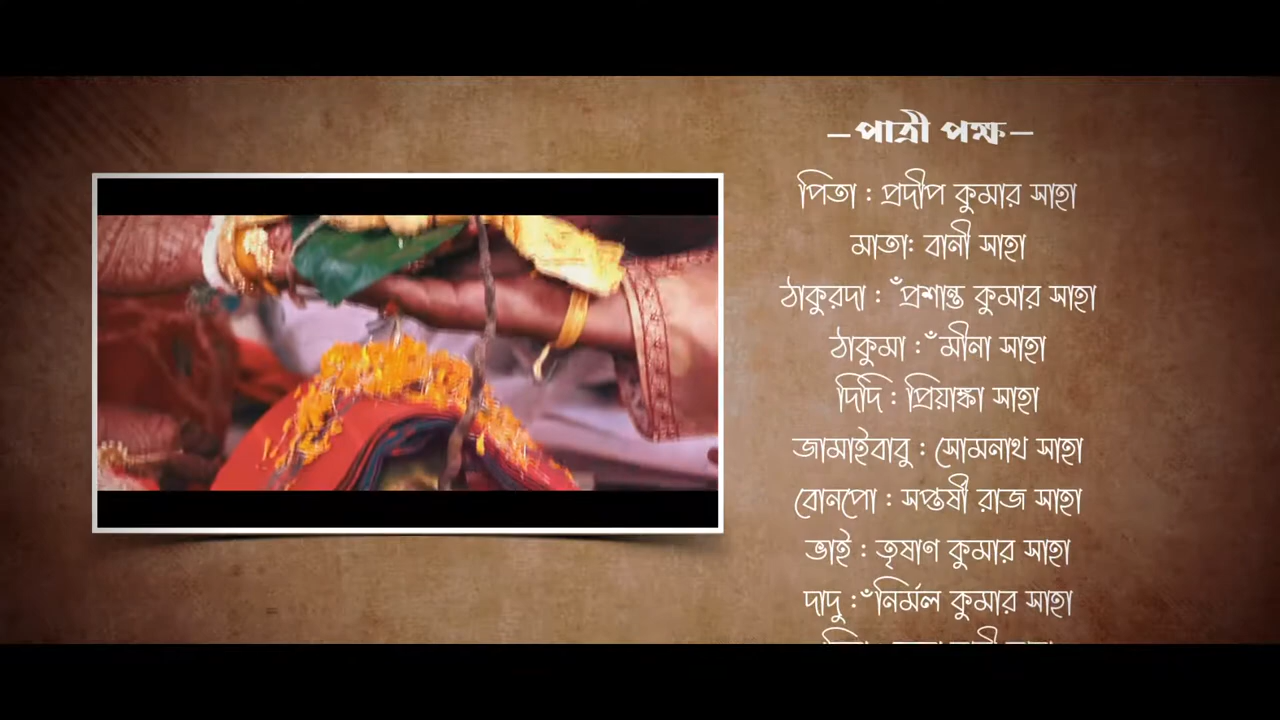 –পাত্রী পক্ষ–
পিতা : প্রদীপ কুমার সাহা
মাতা: বানী সাহা
ঠাকুরদা : ঁপ্রশান্ত কুমার সাহা
ঠাকুমা : ঁ মীনা সাহা
দিদি : প্রিয়াঙ্কা সাহা
জামাইবাবু : সোমনাথ সাহা
বোনপো : সপ্তর্ষী রাজ সাহা
ভাই : তৃষাণ কুমার সাহা
দাদু : ঁনির্মল কুমার সাহা